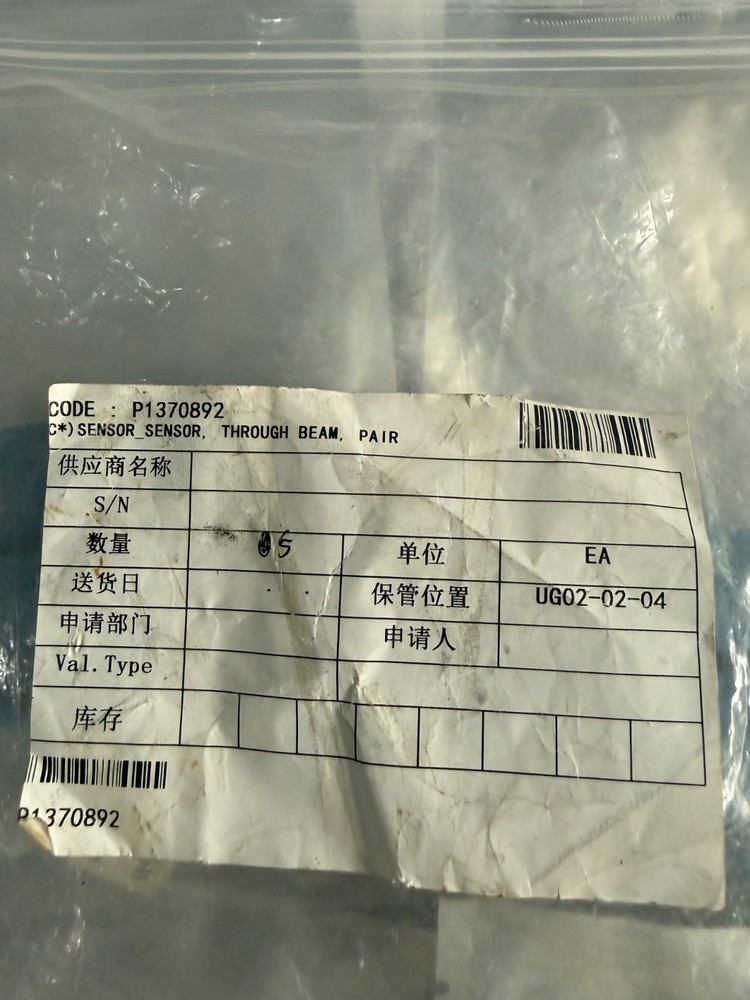 CODE : P1370892
C*)SENSOR_SENSOR, THROUGH BEAM, PAIR
供应商名称
S/N
数量 5 单位 EA
送货日 . . 保管位置 UG02-02-04
申请部门 申请人
Val.Type
库存
P1370892